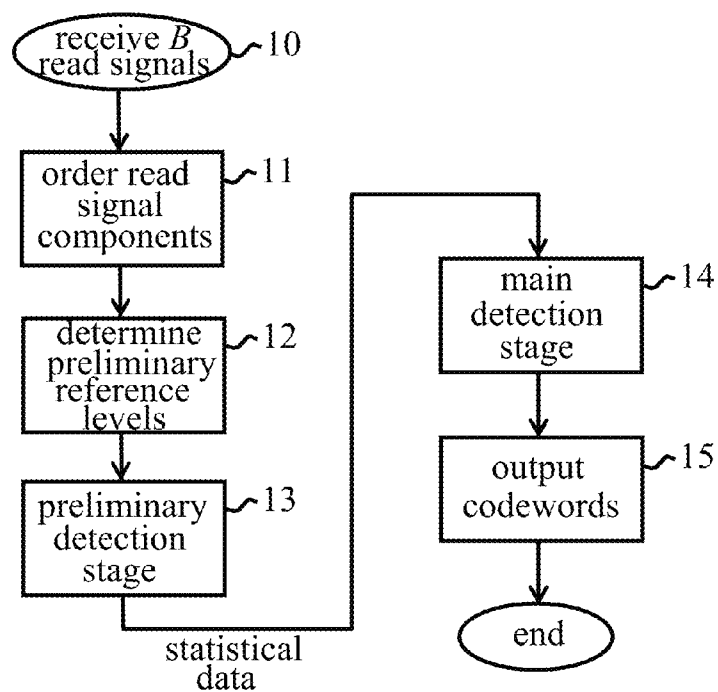 receive B
read signals
10
order read
signal
components
11
determine
preliminary
reference
levels
12
preliminary
detection
stage
13
statistical
data
main
detection
stage
14
output
codewords
15
end